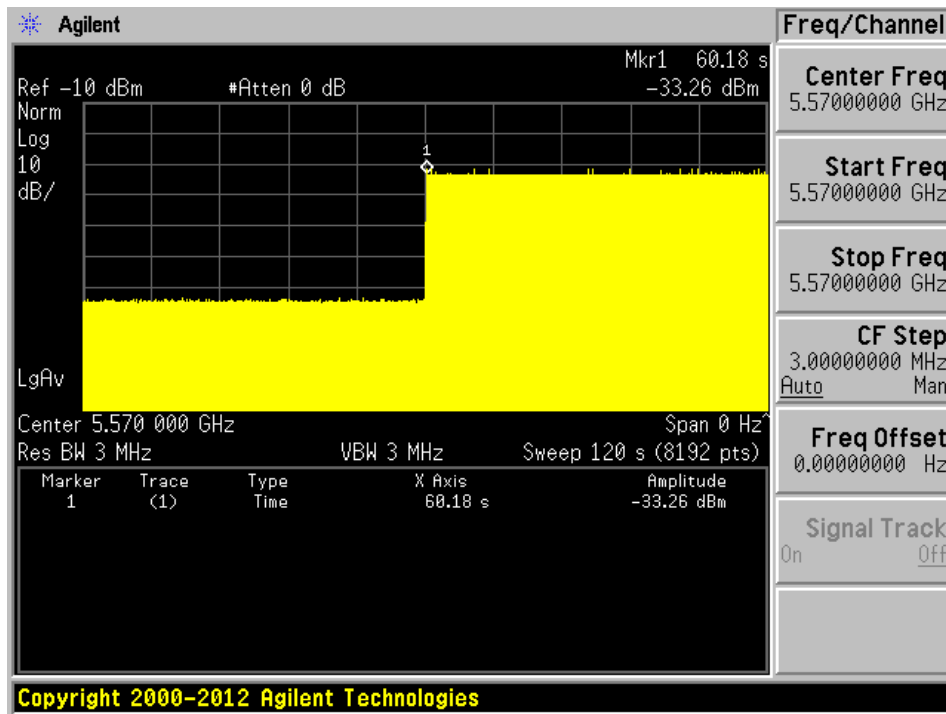 Agilent
Freq/Channel
Mkr1 60.18 s
Ref -10 dBm #Atten 0 dB -33.26 dBm
Norm
Log
10
dB/
1
LgAv
Center 5.570 000 GHz Span 0 Hz^
Res BW 3 MHz VBW 3 MHz Sweep 120 s (8192 pts)
Marker Trace Type X Axis Amplitude
1 (1) Time 60.18 s -33.26 dBm
Center Freq
5.57000000 GHz
Start Freq
5.57000000 GHz
Stop Freq
5.57000000 GHz
CF Step
3.00000000 MHz
Auto Man
Freq Offset
0.00000000 Hz
Signal Track
On Off
Copyright 2000-2012 Agilent Technologies